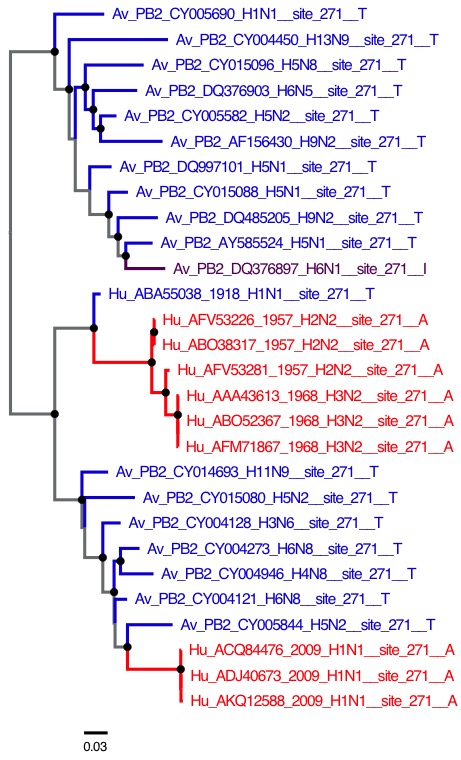 Av_PB2_CY005690_H1N1__site_271__T
Av_PB2_CY004450_H13N9__site_271__T
Av_PB2_CY015096_H5N8__site_271__T
Av_PB2_DQ376903_H6N5__site_271__T
Av_PB2_CY005582_H5N2__site_271__T
Av_PB2_AF156430_H9N2__site_271__T
Av_PB2_DQ997101_H5N1__site_271__T
Av_PB2_CY015088_H5N1__site_271__T
Av_PB2_DQ485205_H9N2__site_271__T
Av_PB2_AY585524_H5N1__site_271__T
Av_PB2_DQ376897_H6N1__site_271__I
Hu_ABA55038_1918_H1N1__site_271__T
Hu_AFV53226_1957_H2N2__site_271__A
Hu_ABO38317_1957_H2N2__site_271__A
Hu_AFV53281_1957_H2N2__site_271__A
Hu_AAA43613_1968_H3N2__site_271__A
Hu_ABO52367_1968_H3N2__site_271__A
Hu_AFM71867_1968_H3N2__site_271__A
Av_PB2_CY014693_H11N9__site_271__T
Av_PB2_CY015080_H5N2__site_271__T
Av_PB2_CY004128_H3N6__site_271__T
Av_PB2_CY004273_H6N8__site_271__T
Av_PB2_CY004946_H4N8__site_271__T
Av_PB2_CY004121_H6N8__site_271__T
Av_PB2_CY005844_H5N2__site_271__T
Hu_ACQ84476_2009_H1N1__site_271__A
Hu_ADJ40673_2009_H1N1__site_271__A
Hu_AKQ12588_2009_H1N1__site_271__A
0.03